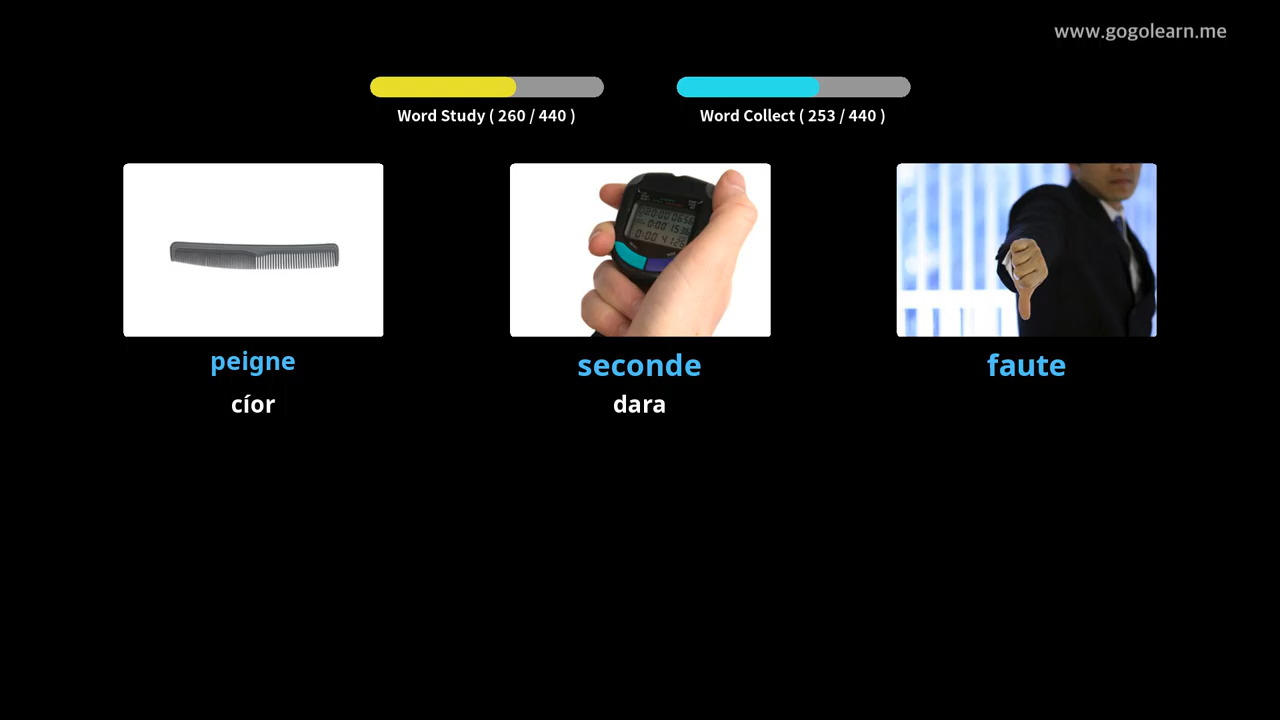 www.gogolearn.me
Word Study ( 260 / 440 )
Word Collect ( 253 / 440 )
peigne
seconde
faute
cíor
dara